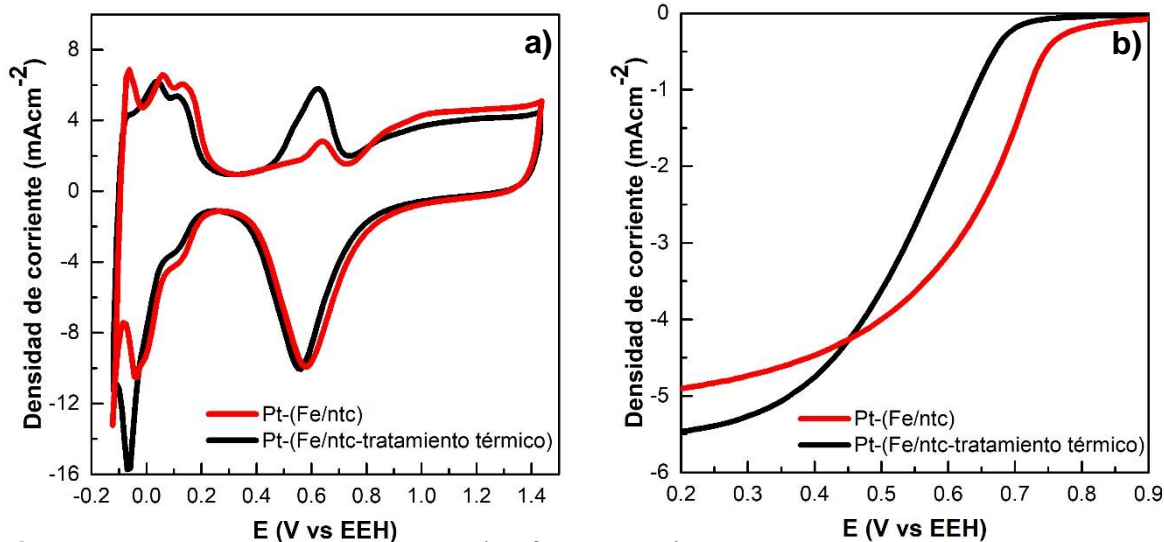 a)
Densidad de corriente (mAcm-2)
8
4
0
-4
-8
-12
-16
Pt-(Fe/ntc)
Pt-(Fe/ntc-tratamiento térmico)
-0.2 0.0 0.2 0.4 0.6 0.8 1.0 1.2 1.4
E (V vs EEH)
b)
Densidad de corriente (mAcm-2)
0
-1
-2
-3
-4
-5
-6
Pt-(Fe/ntc)
Pt-(Fe/ntc-tratamiento térmico)
0.2 0.3 0.4 0.5 0.6 0.7 0.8 0.9
E (V vs EEH)